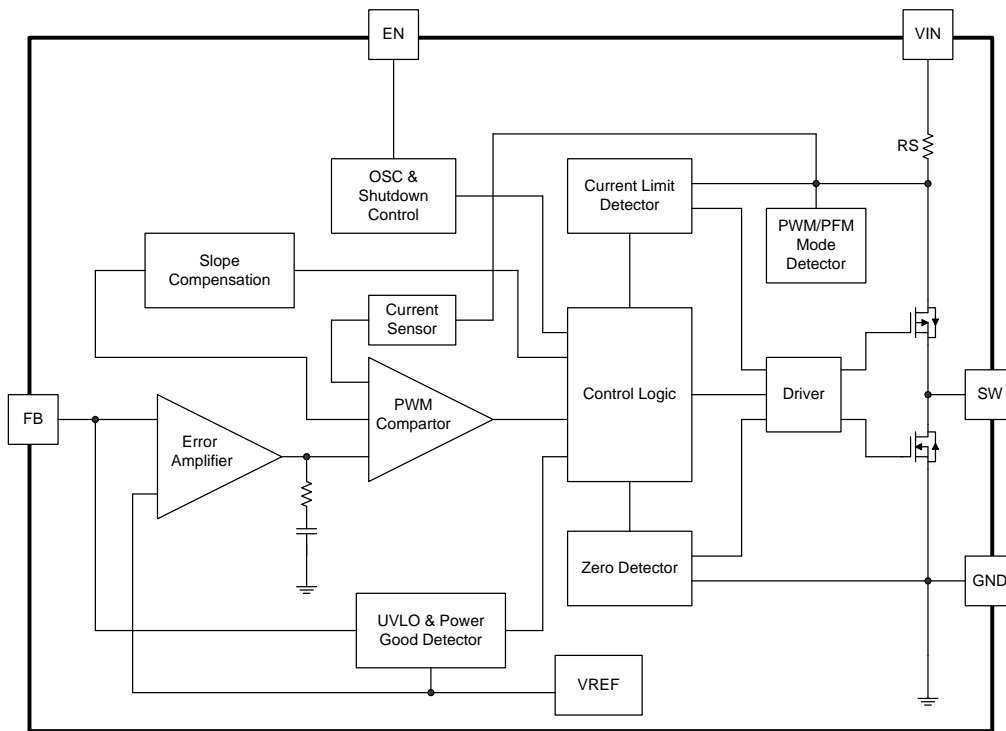 EN
VIN
RS
OSC &
Shutdown
Control
Current Limit
Detector
PWM/PFM
Mode
Detector
Slope
Compensation
Current
Sensor
Control Logic
Driver
SW
FB
PWM
Compartor
Error
Amplifier
Zero Detector
GND
UVLO & Power
Good Detector
VREF